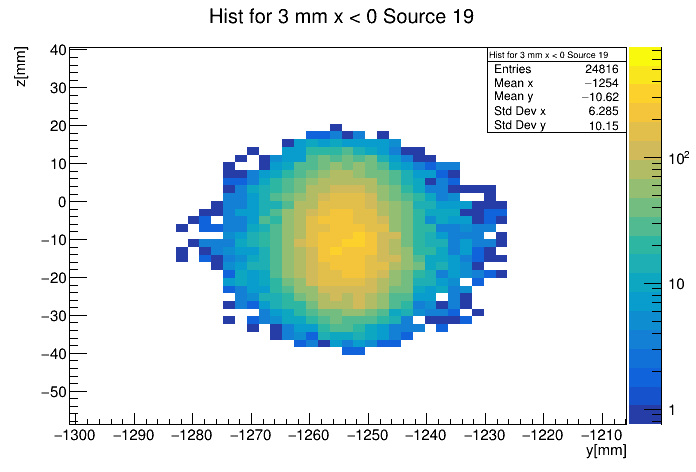 Hist for 3 mm x < 0 Source 19
z[mm]
Hist for 3 mm x < 0 Source 19
Entries 24816
Mean x −1254
Mean y −10.62
Std Dev x 6.285
Std Dev y 10.15
40
30
20
10
0
−10
−20
−30
−40
−50
10²
10
1
−1300 −1290 −1280 −1270 −1260 −1250 −1240 −1230 −1220 −1210
y[mm]